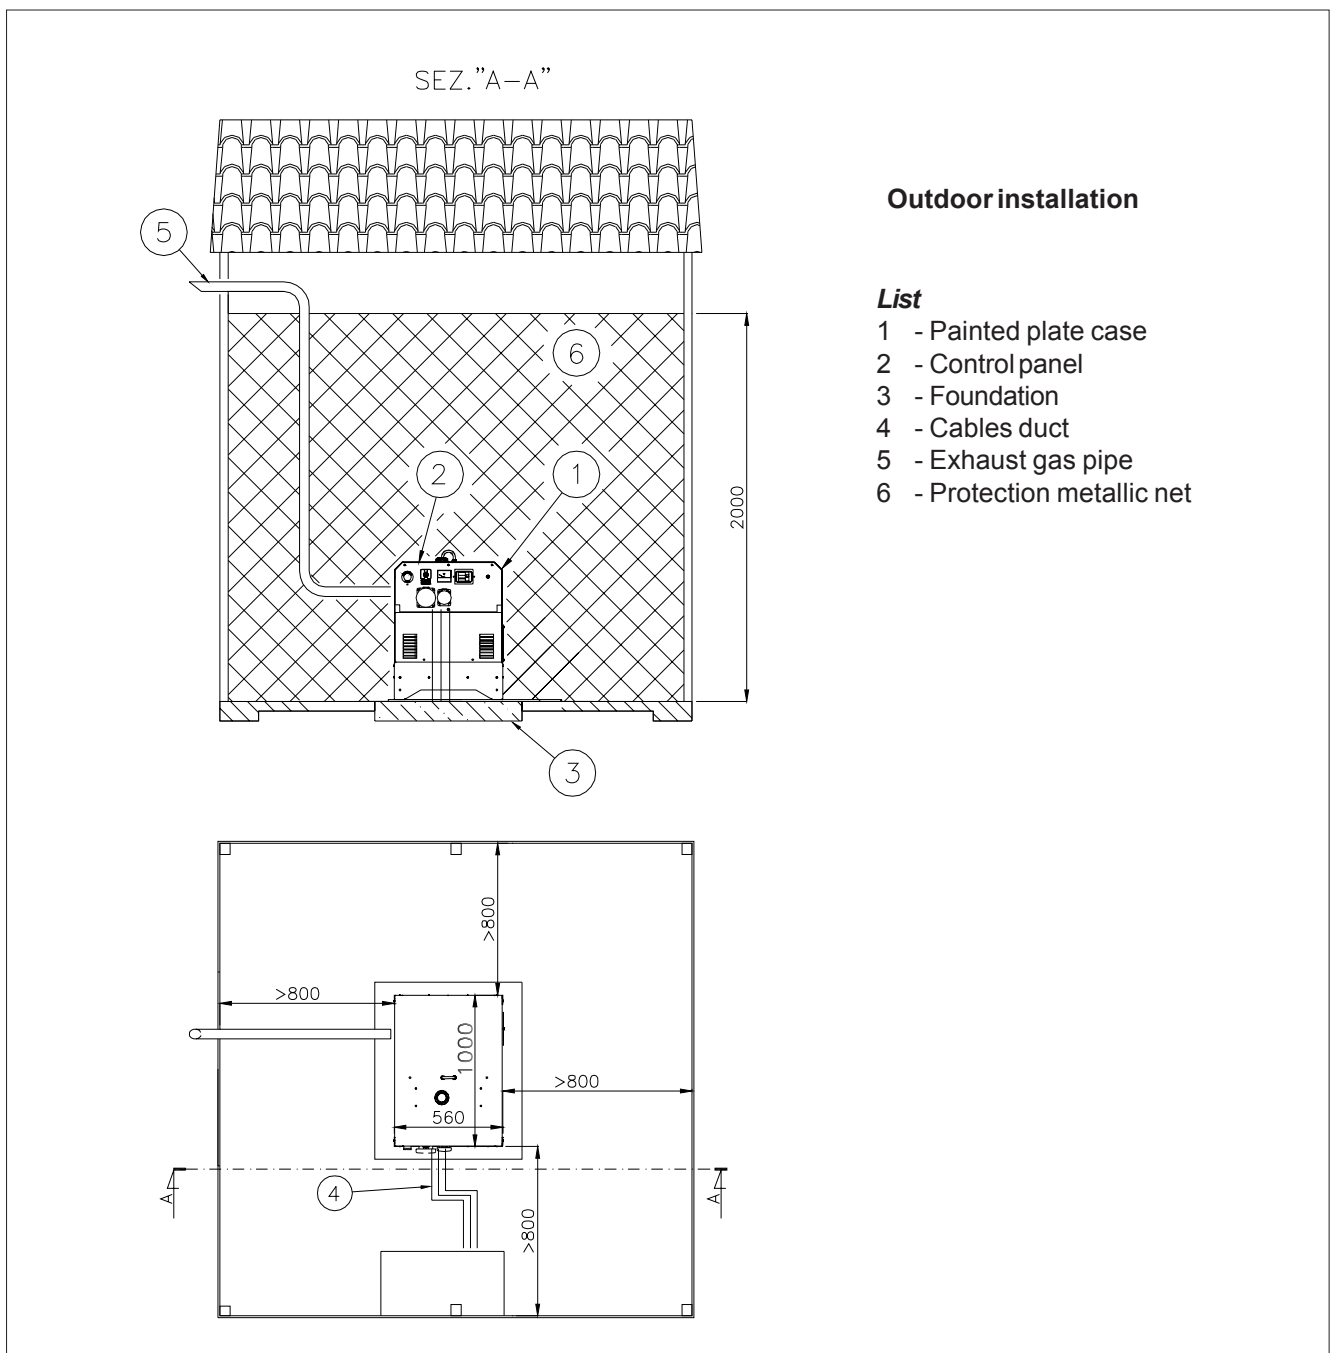 SEZ."A-A"
Outdoor installation
List
1 - Painted plate case
2 - Control panel
3 - Foundation
4 - Cables duct
5 - Exhaust gas pipe
6 - Protection metallic net
5
6
2
1
2000
3
>800
>800
1000
>800
560
A
4
A
>800